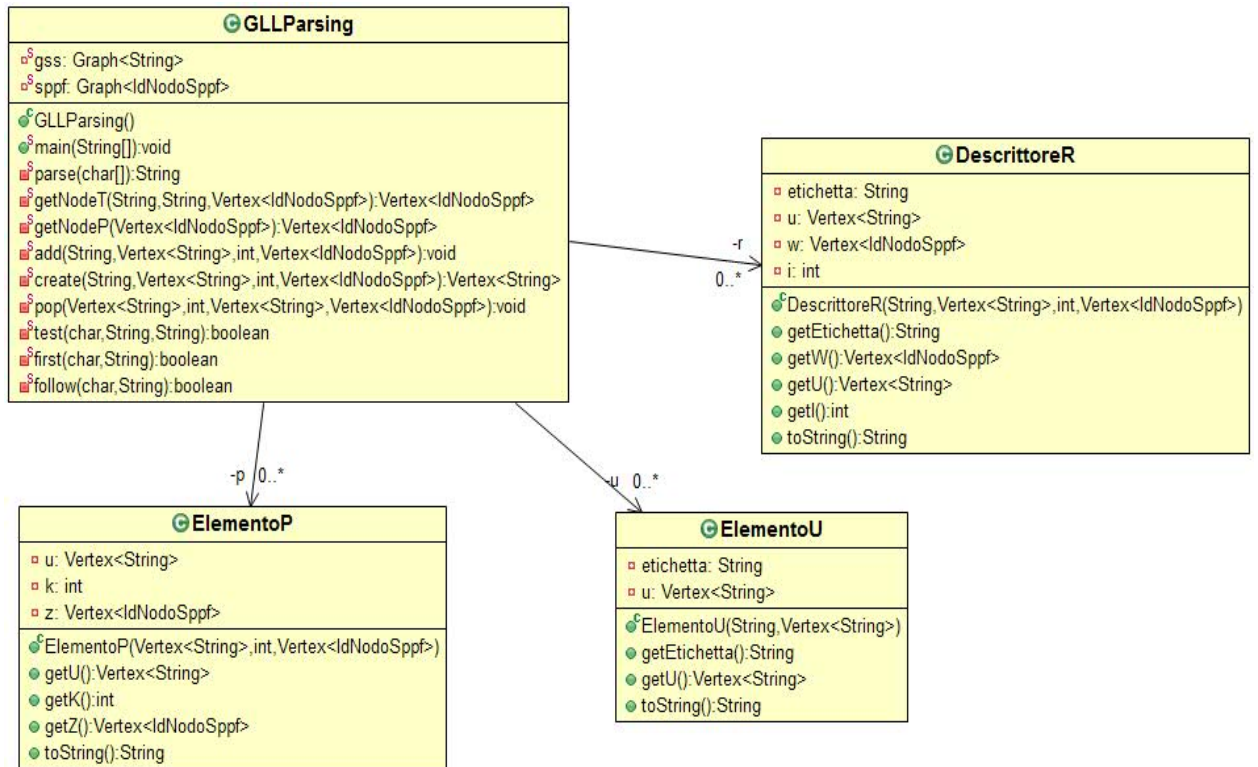 GLLParsing
gss: Graph<String>
sppf: Graph<IdNodoSppf>
GLLParsing()
main(String[]):void
parse(char[]):String
getNodeT(String,String,Vertex<IdNodoSppf>):Vertex<IdNodoSppf>
getNodeP(Vertex<IdNodoSppf>):Vertex<IdNodoSppf>
add(String,Vertex<String>,int,Vertex<IdNodoSppf>):void
create(String,Vertex<String>,int,Vertex<IdNodoSppf>):Vertex<String>
pop(Vertex<String>,int,Vertex<String>,Vertex<IdNodoSppf>):void
test(char,String,String):boolean
first(char,String):boolean
follow(char,String):boolean
-r
0..*
DescrittoreR
etichetta: String
u: Vertex<String>
w: Vertex<IdNodoSppf>
i: int
DescrittoreR(String,Vertex<String>,int,Vertex<IdNodoSppf>)
getEtichetta():String
getW():Vertex<IdNodoSppf>
getU():Vertex<String>
getI():int
toString():String
-p 0..*
-u 0..*
ElementoP
u: Vertex<String>
k: int
z: Vertex<IdNodoSppf>
ElementoP(Vertex<String>,int,Vertex<IdNodoSppf>)
getU():Vertex<String>
getK():int
getZ():Vertex<IdNodoSppf>
toString():String
ElementoU
etichetta: String
u: Vertex<String>
ElementoU(String,Vertex<String>)
getEtichetta():String
getU():Vertex<String>
toString():String